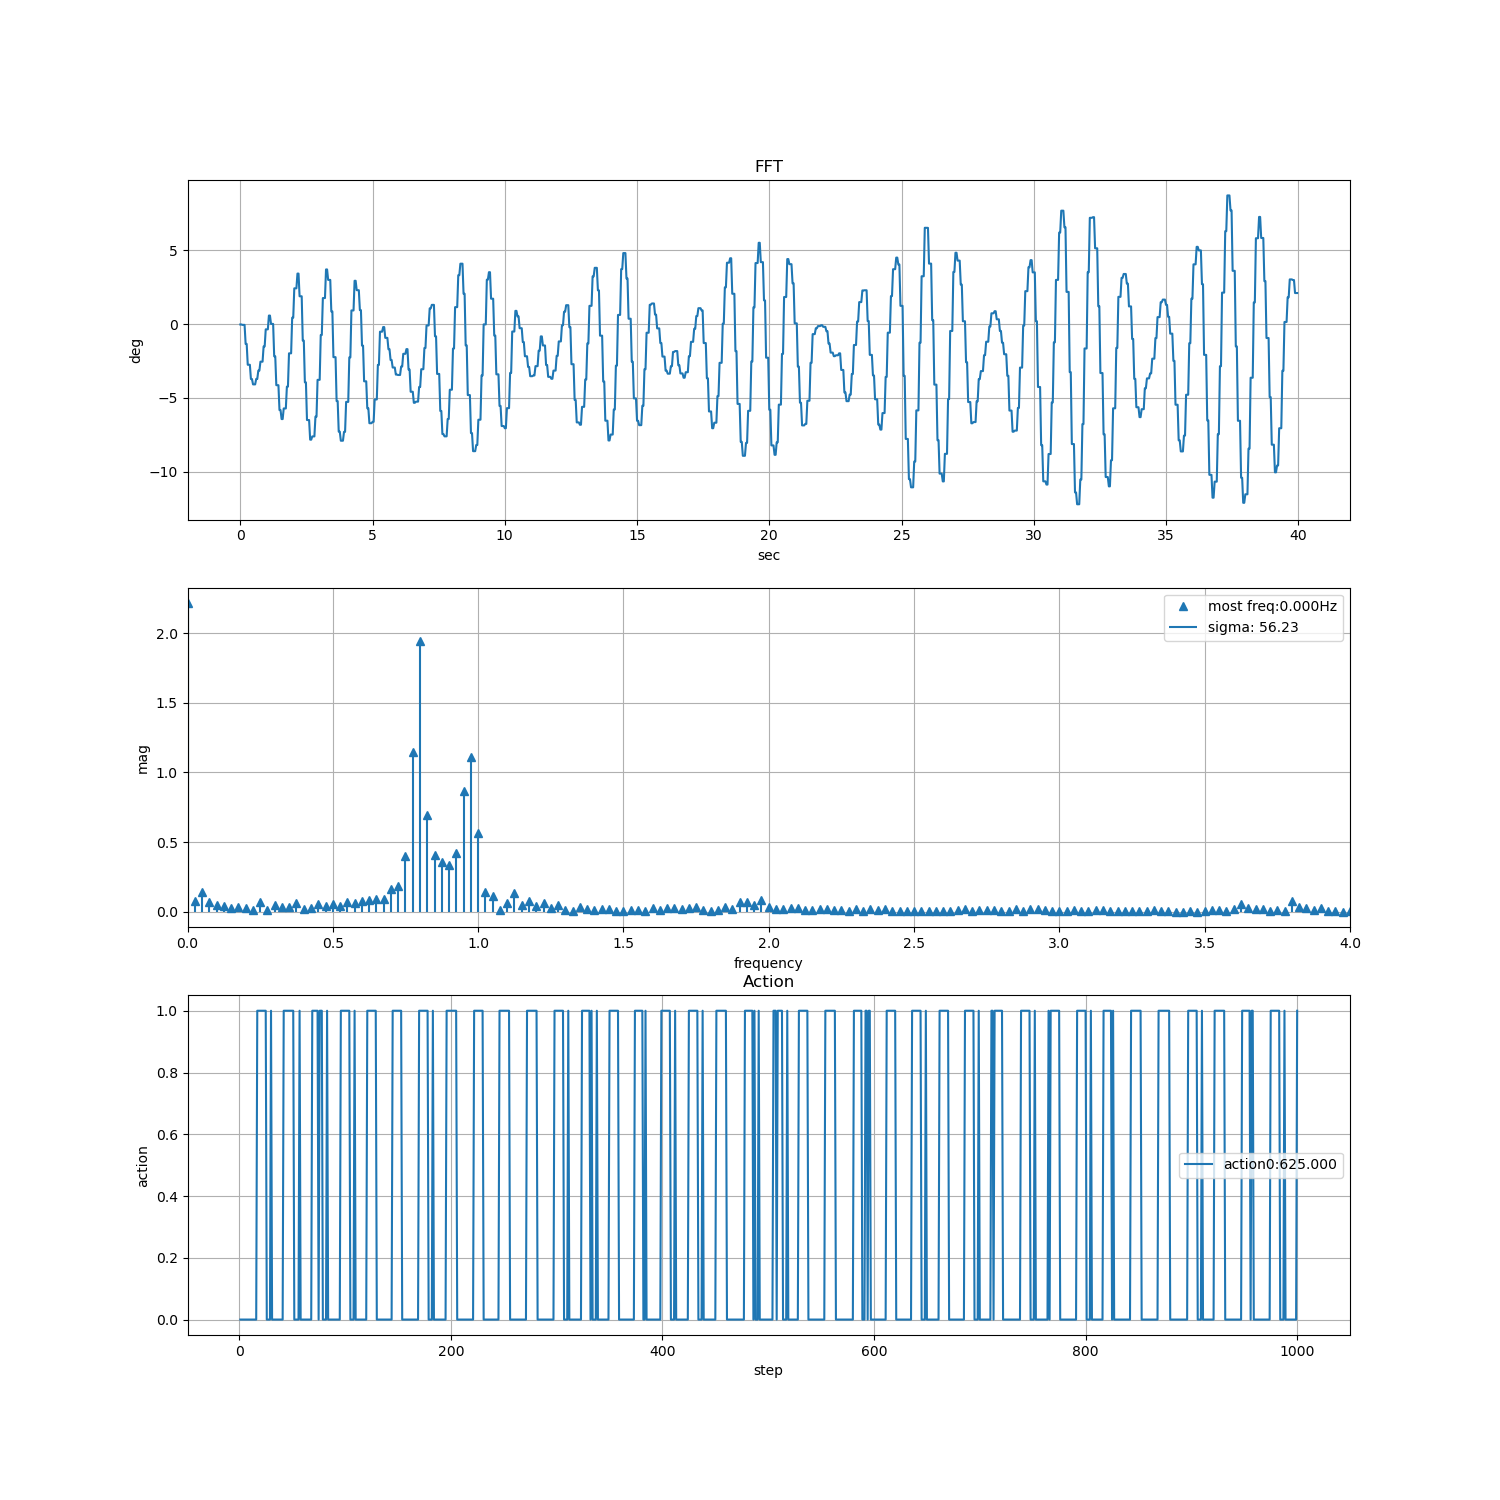 FFT
5
0
−5
−10
deg
0 5 10 15 20 25 30 35 40
sec
most freq:0.000Hz
sigma: 56.23
2.0
1.5
1.0
0.5
0.0
mag
0.0 0.5 1.0 1.5 2.0 2.5 3.0 3.5 4.0
frequency
Action
1.0
0.8
0.6
0.4
0.2
0.0
action
action0:625.000
0 200 400 600 800 1000
step